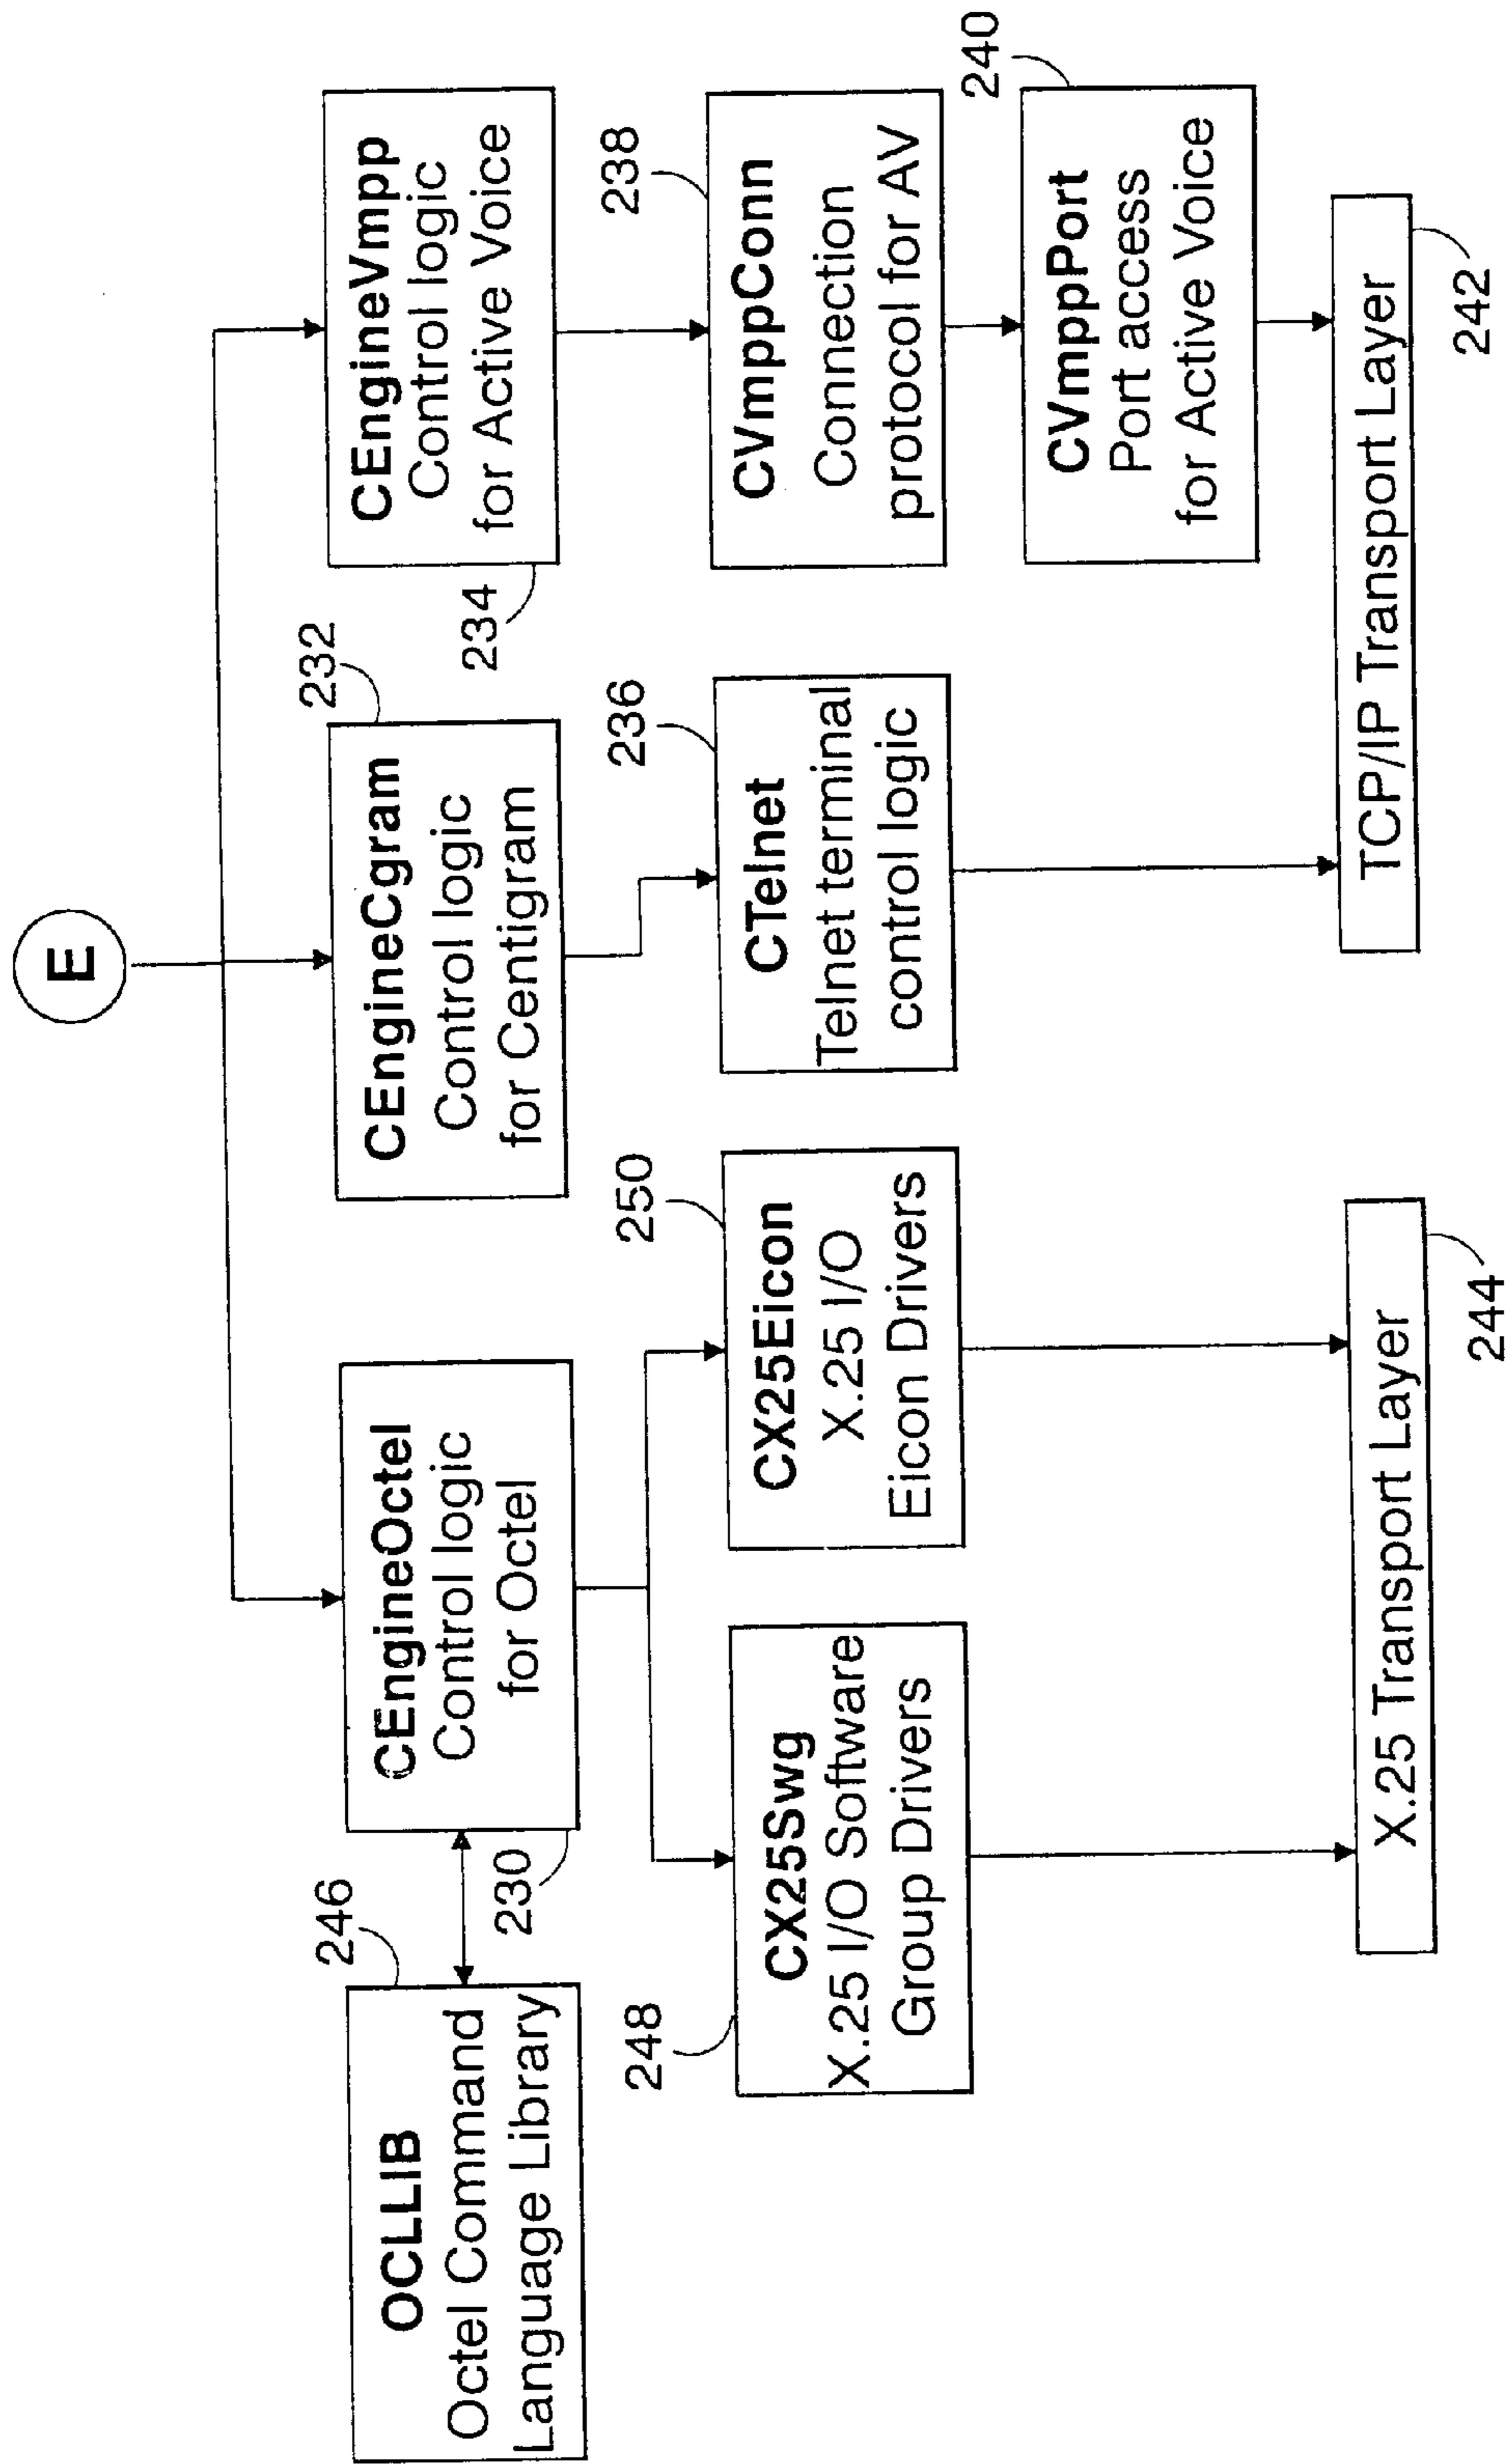 E
246
OCLLIB
Octel Command
Language Library
230
CEngineOctel
Control logic
for Octel
232
CEngineCgram
Control logic
for Centigram
234
CEngineVmpp
Control logic
for Active Voice
248
CX25Swg
X.25 I/O Software
Group Drivers
250
CX25Eicon
X.25 I/O
Eicon Drivers
236
CTelnet
Telnet terminal
control logic
238
CVmppConn
Connection
protocol for AV
240
CVmppPort
Port access
for Active Voice
X.25 Transport Layer
244
TCP/IP Transport Layer
242